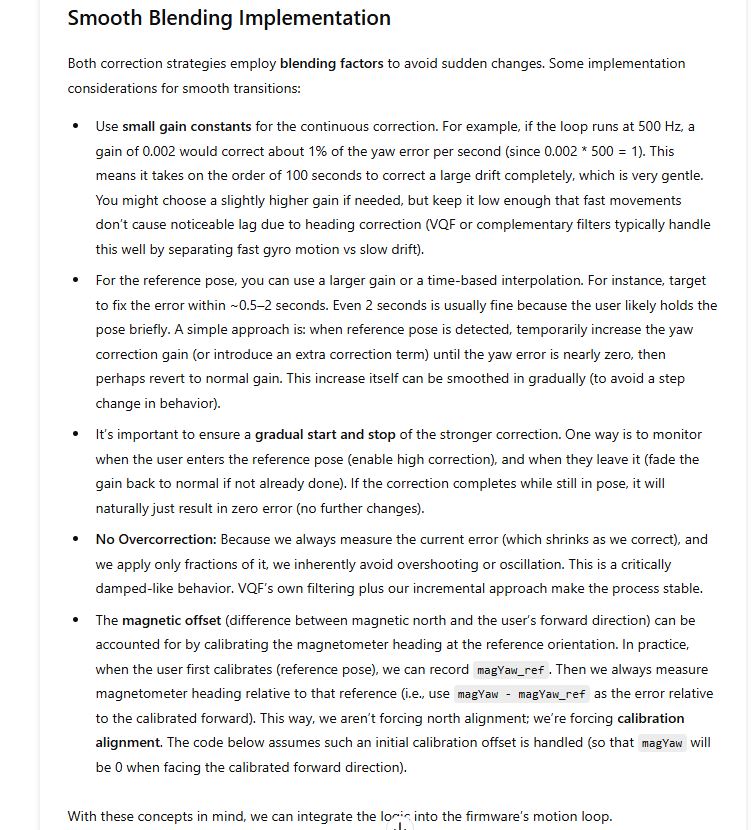 Smooth Blending Implementation
Both correction strategies employ blending factors to avoid sudden changes. Some implementation
considerations for smooth transitions:
• Use small gain constants for the continuous correction. For example, if the loop runs at 500 Hz, a
gain of 0.002 would correct about 1% of the yaw error per second (since 0.002 * 500 = 1). This
means it takes on the order of 100 seconds to correct a large drift completely, which is very gentle.
You might choose a slightly higher gain if needed, but keep it low enough that fast movements
don't cause noticeable lag due to heading correction (VQF or complementary filters typically handle
this well by separating fast gyro motion vs slow drift).
• For the reference pose, you can use a larger gain or a time-based interpolation. For instance, target
to fix the error within ~0.5–2 seconds. Even 2 seconds is usually fine because the user likely holds the
pose briefly. A simple approach is: when reference pose is detected, temporarily increase the yaw
correction gain (or introduce an extra correction term) until the yaw error is nearly zero, then
perhaps revert to normal gain. This increase itself can be smoothed in gradually (to avoid a step
change in behavior).
• It's important to ensure a gradual start and stop of the stronger correction. One way is to monitor
when the user enters the reference pose (enable high correction), and when they leave it (fade the
gain back to normal if not already done). If the correction completes while still in pose, it will
naturally just result in zero error (no further changes).
• No Overcorrection: Because we always measure the current error (which shrinks as we correct), and
we apply only fractions of it, we inherently avoid overshooting or oscillation. This is a critically
damped-like behavior. VQF's own filtering plus our incremental approach make the process stable.
• The magnetic offset (difference between magnetic north and the user's forward direction) can be
accounted for by calibrating the magnetometer heading at the reference orientation. In practice,
when the user first calibrates (reference pose), we can record magYaw_ref . Then we always measure
magnetometer heading relative to that reference (i.e., use magYaw - magYaw_ref as the error relative
to the calibrated forward). This way, we aren't forcing north alignment; we're forcing calibration
alignment. The code below assumes such an initial calibration offset is handled (so that magYaw will
be 0 when facing the calibrated forward direction).
With these concepts in mind, we can integrate the logic into the firmware's motion loop.